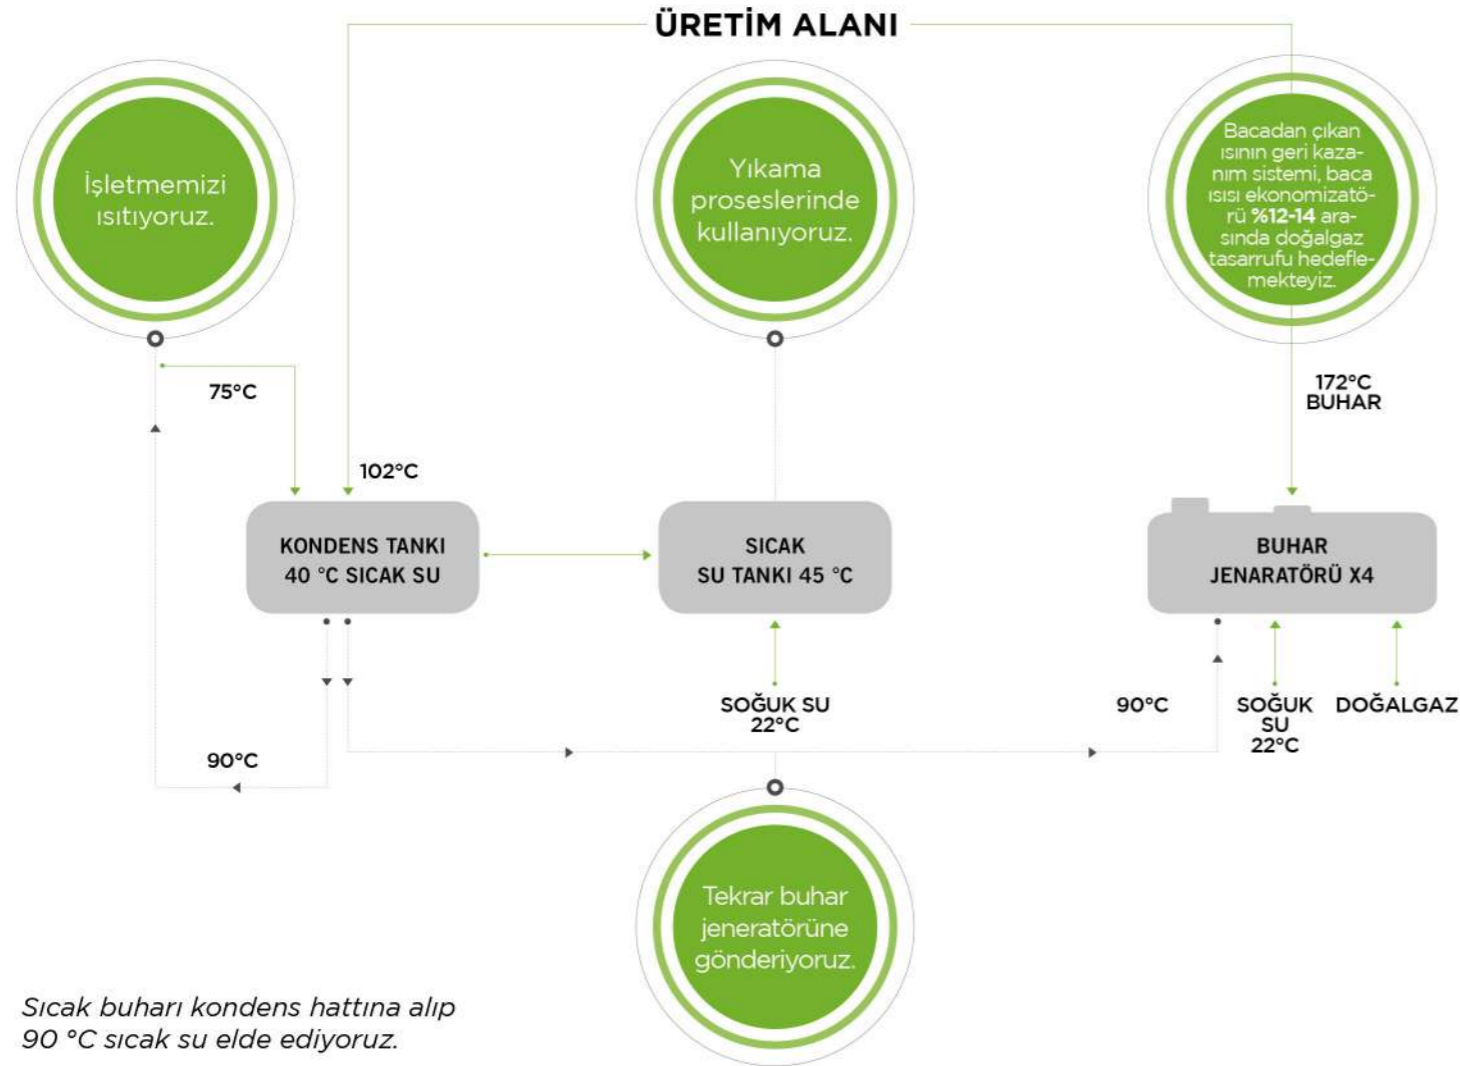 ÜRETİM ALANI
İşletmemizi
ısıtıyoruz.
Yıkama
proseslerinde
kullanıyoruz.
Bacadan çıkan
ısının geri kaza-
nım sistemi, baca
ısısı ekonomizatö-
rü %12-14 ara-
sında doğalgaz
tasarrufu hedefle-
mekteyiz.
75°C
102°C
172°C
BUHAR
KONDENS TANKI
40 °C SICAK SU
SICAK
SU TANKI 45 °C
BUHAR
JENARATÖRÜ X4
90°C
SOĞUK SU
22°C
90°C
SOĞUK
SU
22°C
DOĞALGAZ
Tekrar buhar
jeneratörüne
gönderiyoruz.
Sıcak buharı kondens hattına alıp
90 °C sıcak su elde ediyoruz.